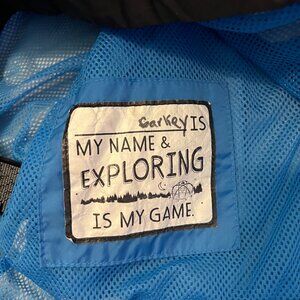 Carkey IS
MY NAME &
EXPLORING
IS MY GAME.